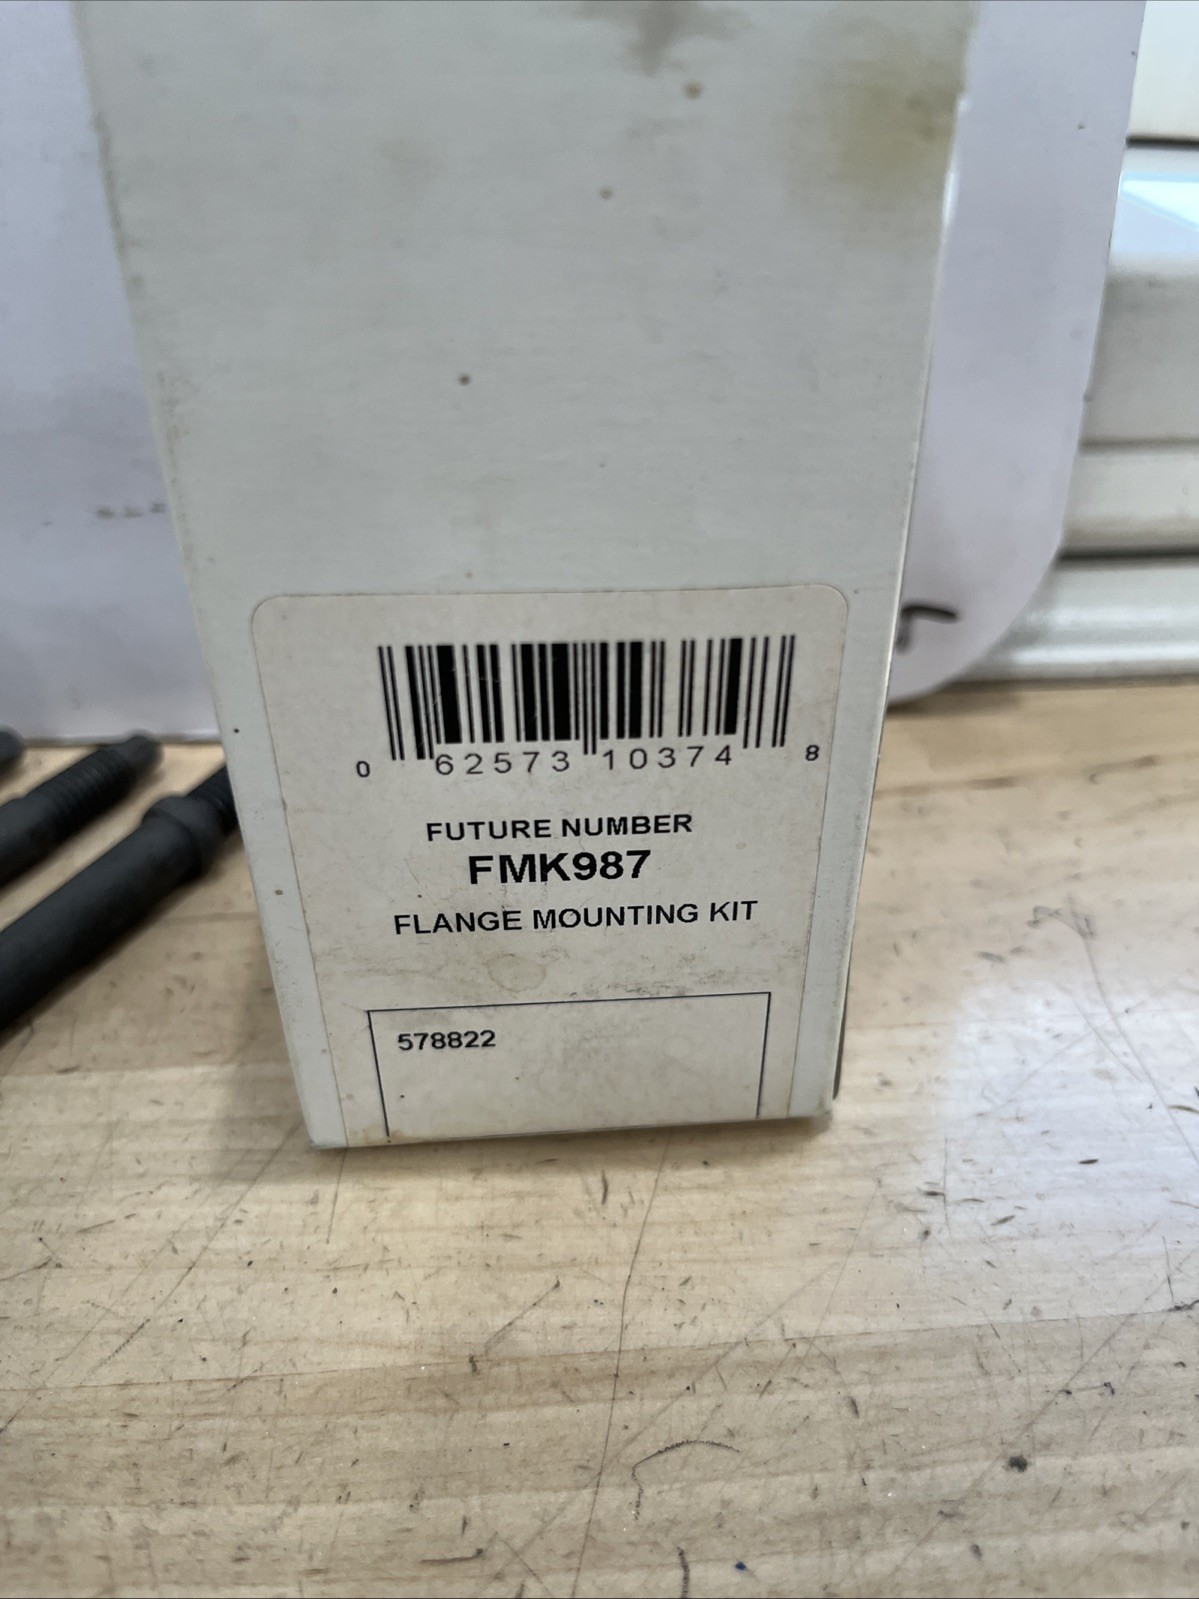 0 62573 10374 8
FUTURE NUMBER
FMK987
FLANGE MOUNTING KIT
578822